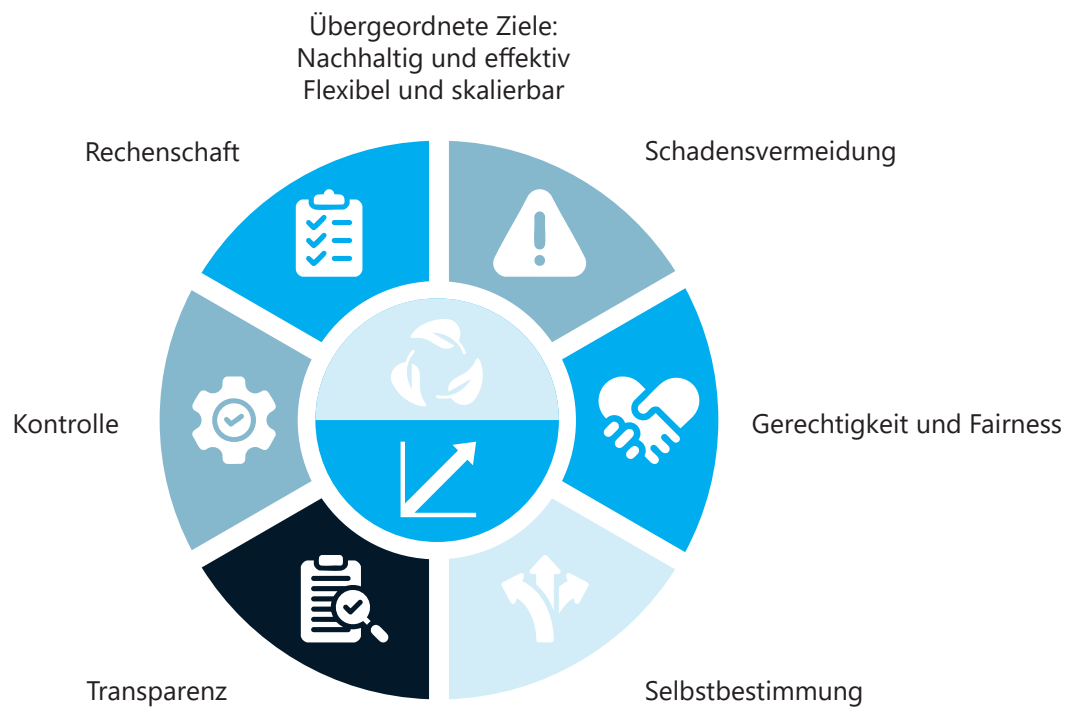 Übergeordnete Ziele:
Nachhaltig und effektiv
Flexibel und skalierbar
Rechenschaft
Schadensvermeidung
Kontrolle
Gerechtigkeit und Fairness
Transparenz
Selbstbestimmung